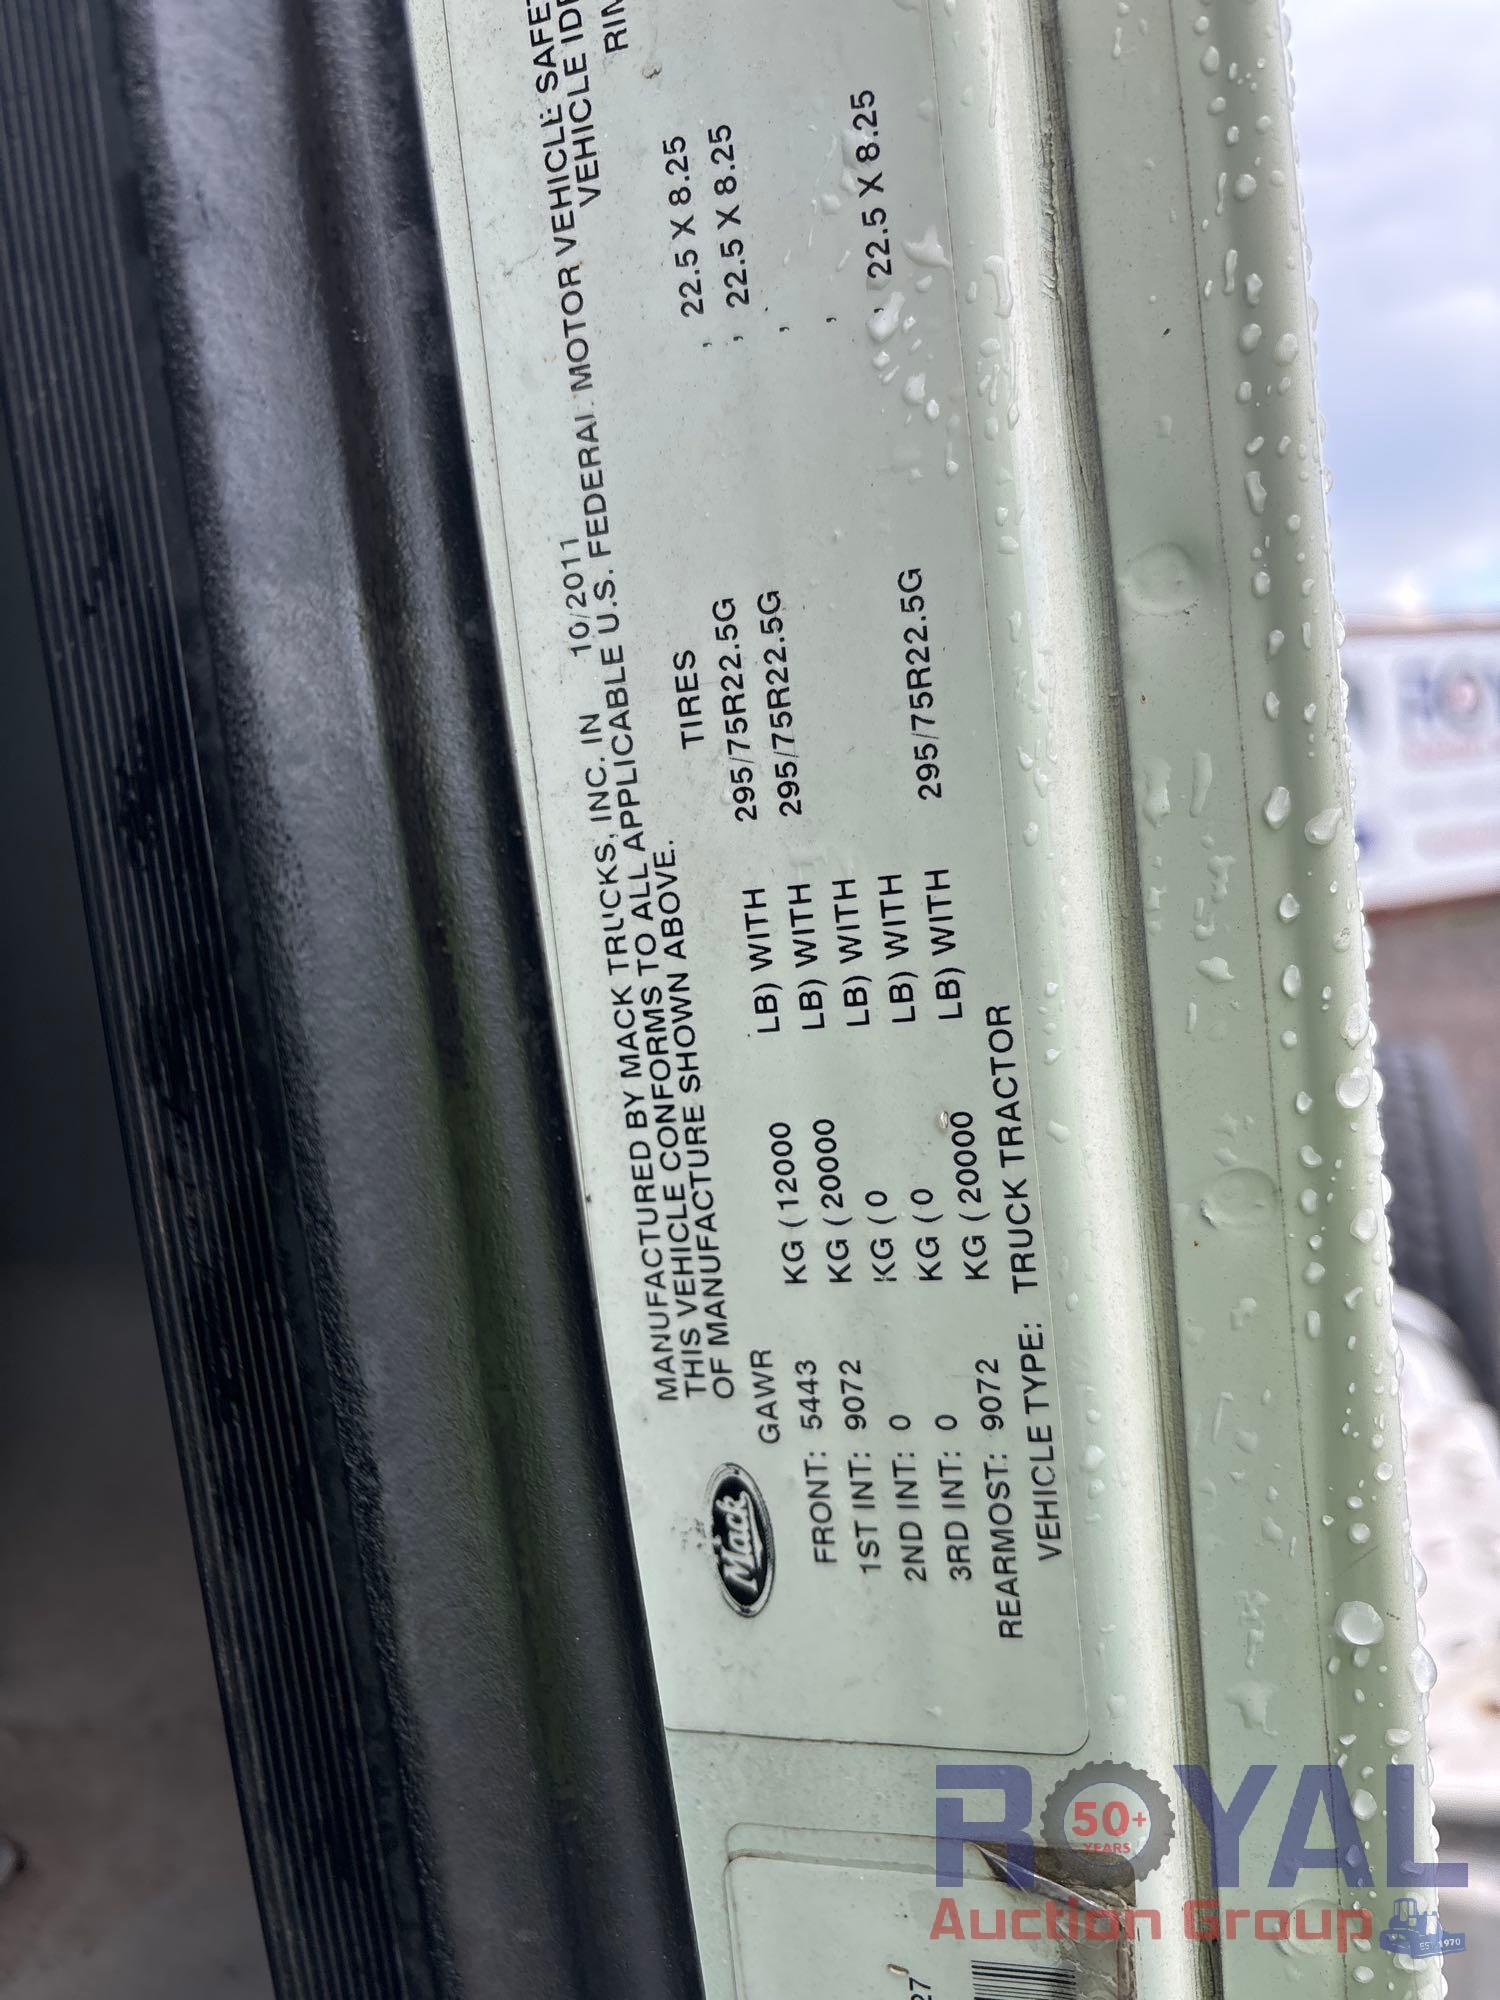 MANUFACTURED BY MACK TRUCKS, INC. IN 10/2011
THIS VEHICLE CONFORMS TO ALL APPLICABLE U.S. FEDERAL MOTOR VEHICLE
OF MANUFACTURE SHOWN ABOVE. VEHICLE
Mack
GAWR TIRES
FRONT: 5443 KG (12000 LB) WITH 295/75R22.5G , 22.5 X 8.25
1ST INT: 9072 KG (20000 LB) WITH 295/75R22.5G , 22.5 X 8.25
2ND INT: 0 KG (0 LB) WITH ,
3RD INT: 0 KG (0 LB) WITH ,
REARMOST: 9072 KG (20000 LB) WITH 295/75R22.5G , 22.5 X 8.25
VEHICLE TYPE: TRUCK TRACTOR
27
ROYAL
50+
YEARS
Auction Group
EST. 1970